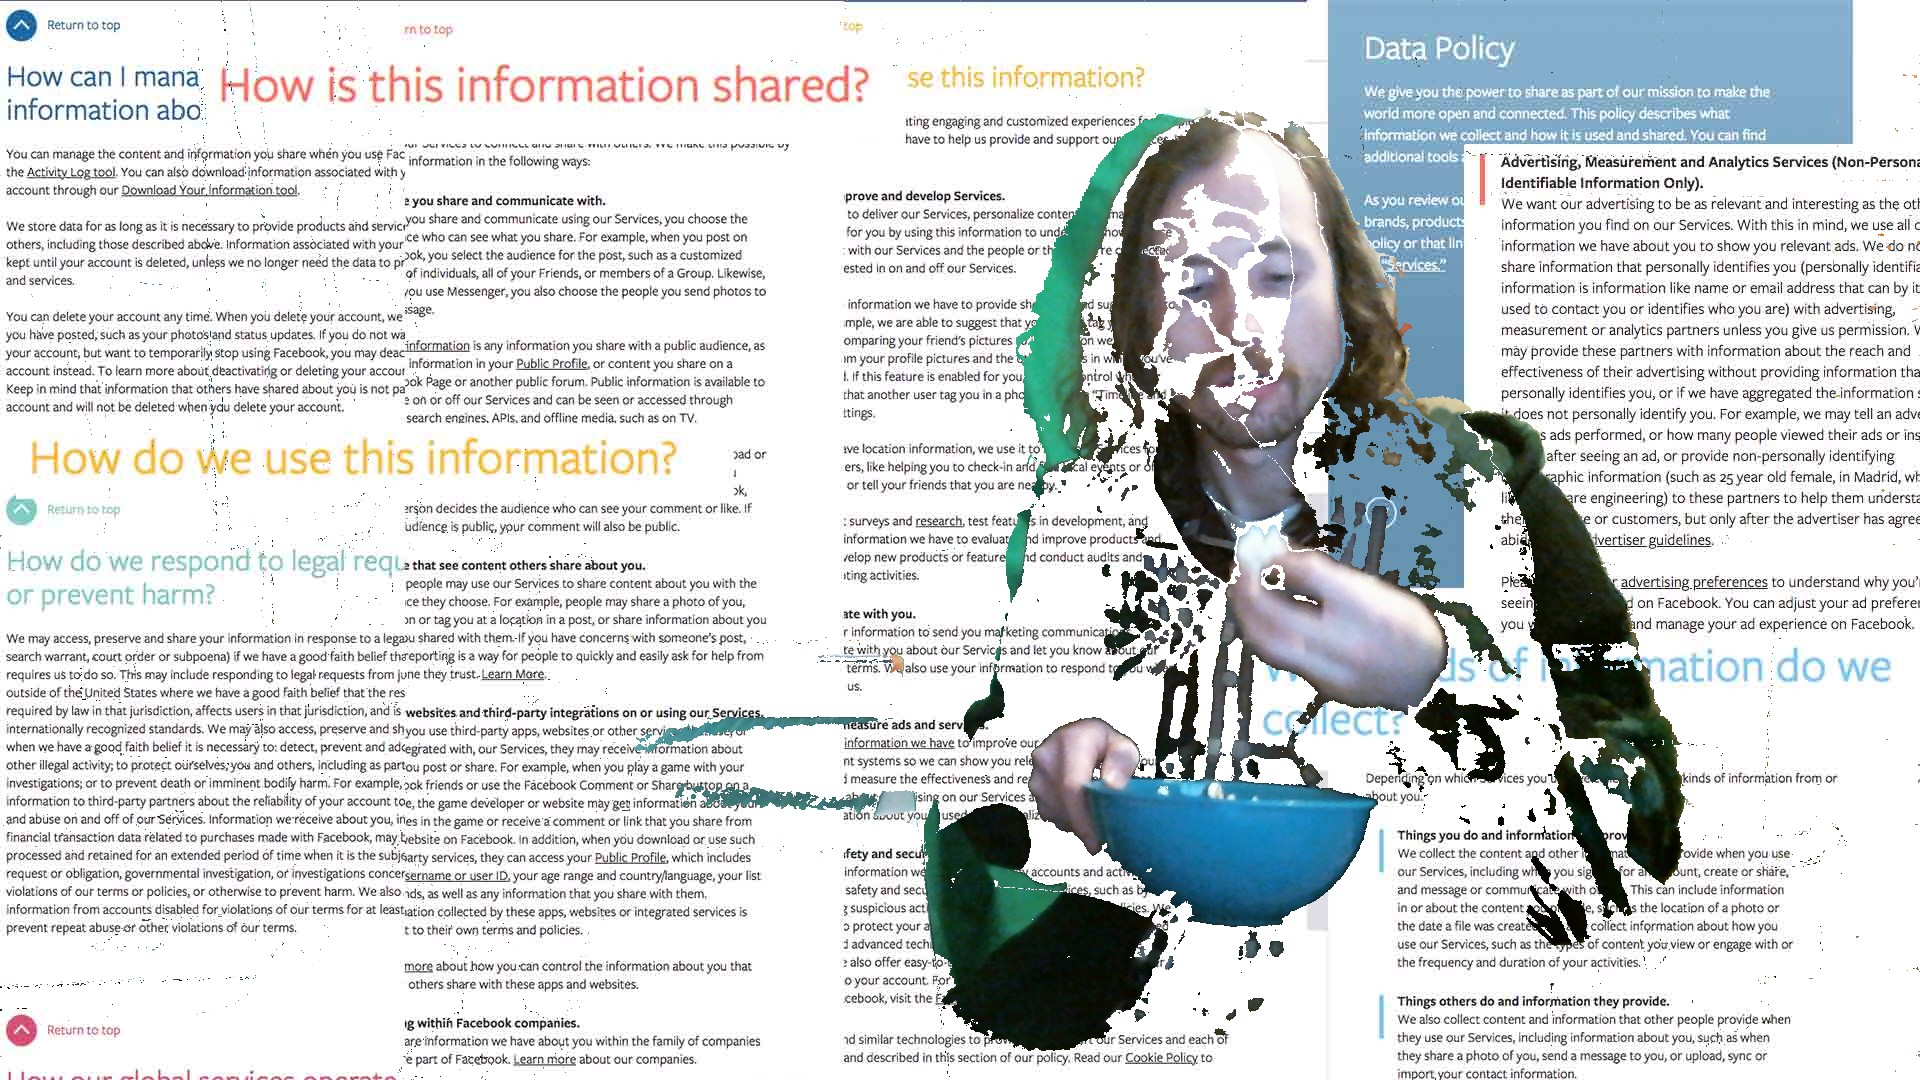 Return to top
How can I mana
information abo
You can manage the content and information you share when you use Fac
the Activity Log tool. You can also download information associated with y
account through our Download Your Information tool.
We store data for as long as it is necessary to provide products and service
others, including those described above. Information associated with your
kept until your account is deleted, unless we no longer need the data to pr
and services.
You can delete your account any time. When you delete your account, we
you have posted, such as your photos and status updates. If you do not wa
your account, but want to temporarily stop using Facebook, you may deac
account instead. To learn more about deactivating or deleting your accour
Keep in mind that information that others have shared about you is not pa
account and will not be deleted when you delete your account.
How do we use this information?
Return to top
How do we respond to legal requ
or prevent harm?
We may access, preserve and share your information in response to a lega
search warrant, court order or subpoena) if we have a good faith belief th
requires us to do so. This may include responding to legal requests from j
outside of the United States where we have a good faith belief that the res
required by law in that jurisdiction, affects users in that jurisdiction, and is
internationally recognized standards. We may also access, preserve and sh
when we have a good faith belief it is necessary to: detect, prevent and adc
other illegal activity; to protect ourselves, you and others, including as part
investigations; or to prevent death or imminent bodily harm. For example,
information to third-party partners about the reliability of your account to
and abuse on and off of our Services. Information we receive about you, in
financial transaction data related to purchases made with Facebook, may b
processed and retained for an extended period of time when it is the subj
request or obligation, governmental investigation, or investigations concer
violations of our terms or policies, or otherwise to prevent harm. We also
information from accounts disabled for violations of our terms for at least
prevent repeat abuse or other violations of our terms.
Return to top
How our global services operate
rn to top
How is this information shared?
information in the following ways:
you share and communicate with.
you share and communicate using our Services, you choose the
ce who can see what you share. For example, when you post on
ook, you select the audience for the post, such as a customized
of individuals, all of your Friends, or members of a Group. Likewise,
you use Messenger, you also choose the people you send photos to
ssage.
information is any information you share with a public audience, as
information in your Public Profile, or content you share on a
ook Page or another public forum. Public information is available to
e on or off our Services and can be seen or accessed through
search engines, APIs, and offline media, such as on TV.
oad or
ok,
erson decides the audience who can see your comment or like. If
udience is public, your comment will also be public.
e that see content others share about you.
people may use our Services to share content about you with the
ce they choose. For example, people may share a photo of you,
on or tag you at a location in a post, or share information about you
u shared with them. If you have concerns with someone's post,
reporting is a way for people to quickly and easily ask for help from
ne they trust. Learn More.
websites and third-party integrations on or using our Services.
you use third-party apps, websites or other
egrated with, our Services, they may receive information about
ou post or share. For example, when you play a game with your
ook friends or use the Facebook Comment or Share button on a
e, the game developer or website may get information about your
es in the game or receive a comment or link that you share from
ebsite on Facebook. In addition, when you download or use such
arty services, they can access your Public Profile, which includes
sername or user ID, your age range and country/language, your list
nds, as well as any information that you share with them.
ation collected by these apps, websites or integrated services is
t to their own terms and policies.
more about how you can control the information about you that
others share with these apps and websites.
g within Facebook companies.
are information we have about you within the family of companies
e part of Facebook. Learn more about our companies.
top
se this information?
ting engaging and customized experiences
have to help us provide and support our
prove and develop Services.
to deliver our Services, personalize
for you by using this information to
with our Services and the people or
ested in on and off our Services.
information we have to provide
mple, we are able to suggest that
omparing your friend's pictures
m your profile pictures and the
l. If this feature is enabled for you
that another user tag you in a
ttings.
ave location information, we use it to
ers, like helping you to check-in and
or tell your friends that you are
surveys and research, test features in development, and
information we have to evaluate and improve products and
velop new products or features and conduct audits and
ting activities.
ate with you.
r information to send you marketing
te with you about our Services and let you know about our
terms. We also use your information to respond to you
us.
easure ads and
information we have to improve our
nt systems so we can show you
d measure the effectiveness and
ising on our Services
ation about you
fety and
information we
accounts and
safety and
ices, such as
suspicious
o protect your
d advanced
also offer
o your account. For
cebook, visit the
nd similar technologies to our Services and each of
and described in this section of our policy. Read our Cookie Policy to
Data Policy
We give you the power to share as part of our mission to make the
world more open and connected. This policy describes what
information we collect and how it is used and shared. You can find
additional tools
As you review
brands, products
policy or that
"Services."
Advertising, Measurement and Analytics Services (Non-Persona
Identifiable Information Only).
We want our advertising to be as relevant and interesting as the oth
information you find on our Services. With this in mind, we use all o
information we have about you to show you relevant ads. We do no
share information that personally identifies you (personally identifia
information is information like name or email address that can by it
used to contact you or identifies who you are) with advertising,
measurement or analytics partners unless you give us permission. W
may provide these partners with information about the reach and
effectiveness of their advertising without providing information tha
personally identifies you, or if we have aggregated the information s
it does not personally identify you. For example, we may tell an adve
ads performed, or how many people viewed their ads or ins
after seeing an ad, or provide non-personally identifying
raphic information (such as 25 year old female, in Madrid, wh
are engineering) to these partners to help them understa
e or customers, but only after the advertiser has agree
dvertiser guidelines.
advertising preferences to understand why you'r
seein on Facebook. You can adjust your ad preferen
you and manage your ad experience on Facebook.
ds of information do we
collect?
Depending on which Services you kinds of information from or
about you.
Things you do and information
We collect the content and other provide when you use
our Services, including when you sign for an create or share,
and message or communicate with This can include information
in or about the content the location of a photo or
the date a file was created. collect information about how you
use our Services, such as the types of content you view or engage with or
the frequency and duration of your activities.
Things others do and information they provide.
We also collect content and information that other people provide when
they use our Services, including information about you, such as when
they share a photo of you, send a message to you, or upload, sync or
import your contact information.